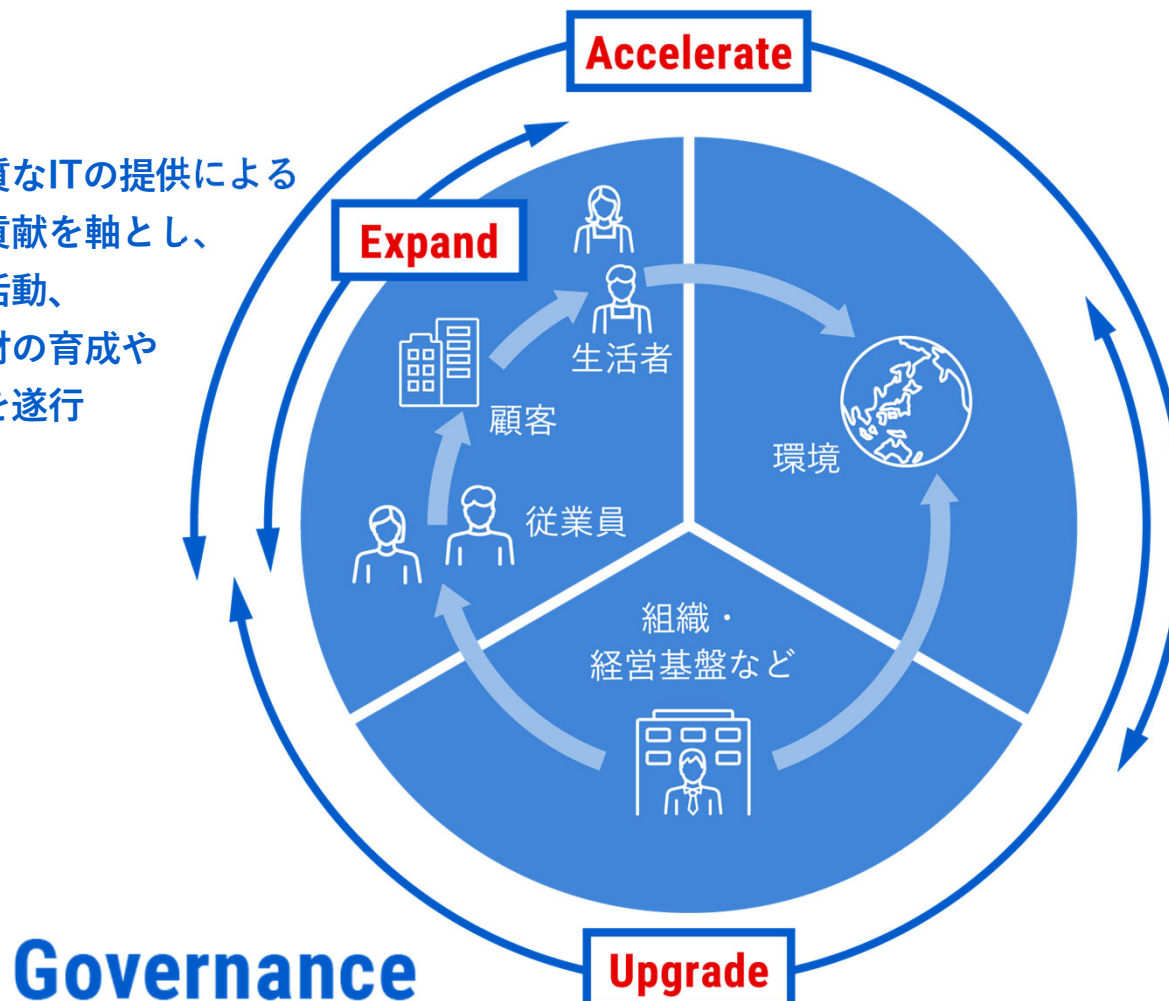 Accelerate
質なITの提供による
貢献を軸とし、
活動、
材の育成や
を遂行
Expand
生活者
顧客
環境
従業員
組織・
経営基盤など
Governance
Upgrade